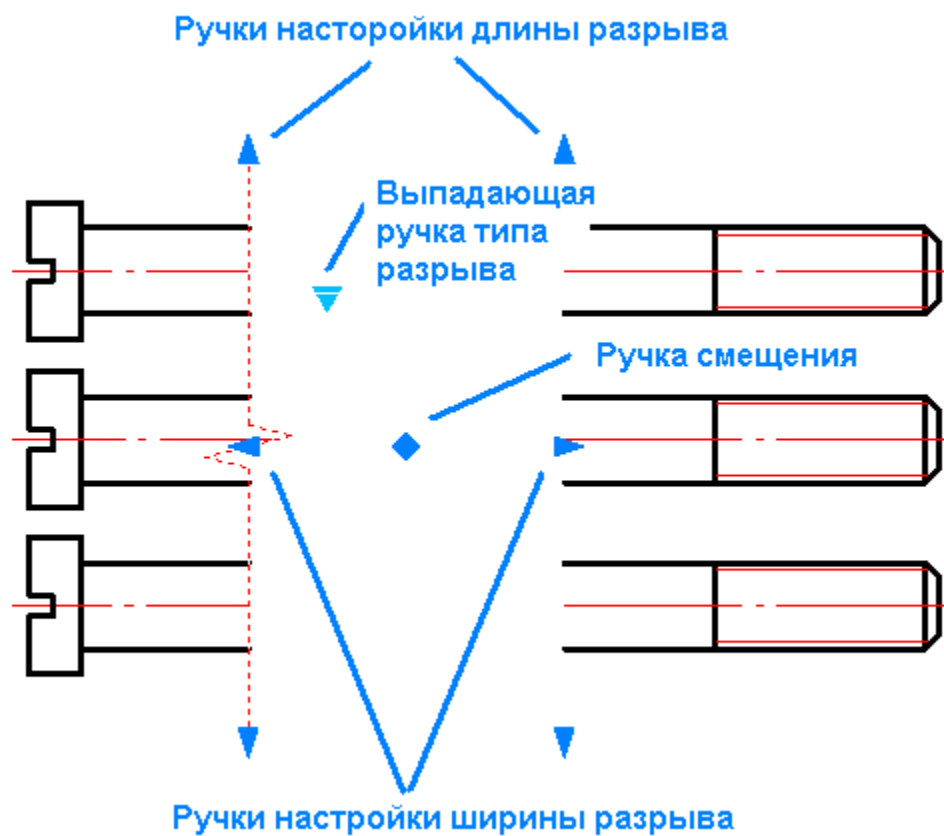 Ручки насторойки длины разрыва
Выпадающая
ручка типа
разрыва
Ручка смещения
Ручки настройки ширины разрыва